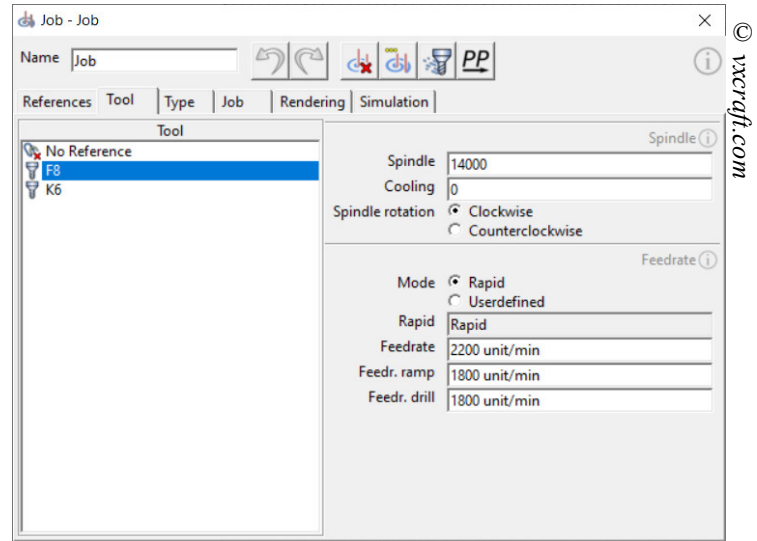 Job - Job
Name Job
PP
References Tool Type Job Rendering Simulation
Tool
No Reference
F8
K6
Spindle
Spindle 14000
Cooling 0
Spindle rotation Clockwise
Counterclockwise
Feedrate
Mode Rapid
Userdefined
Rapid Rapid
Feedrate 2200 unit/min
Feedr. ramp 1800 unit/min
Feedr. drill 1800 unit/min
© vxcraft.com